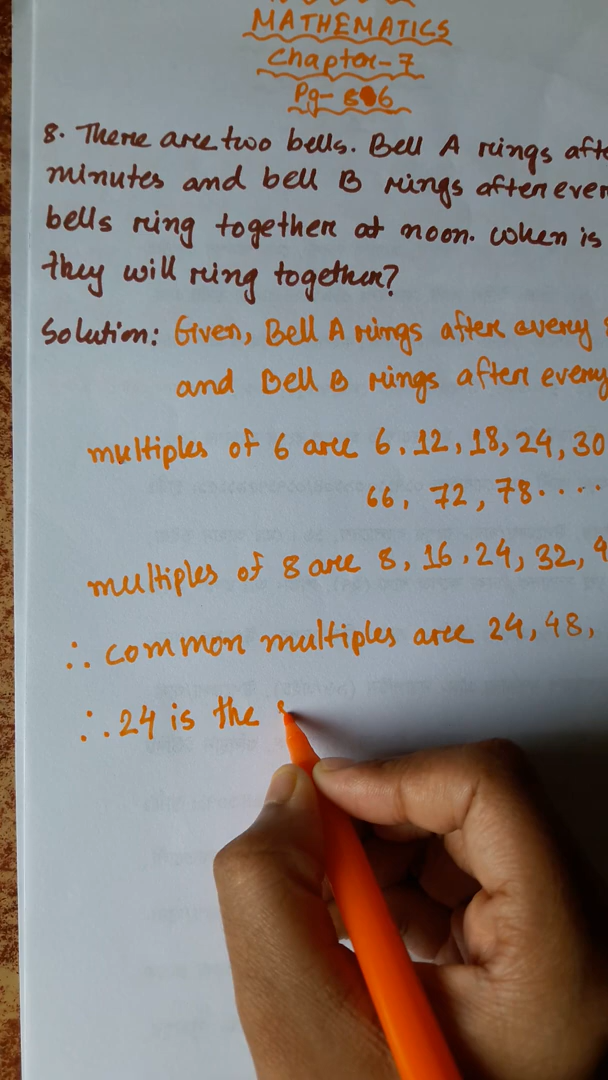 MATHEMATICS
Chapter-7
Pg-
8. There are two bells. Bell A rings afte
minutes and bell B rings after ever
bells ring together at noon. when is
they will ring together?
Solution: Given, Bell A rings after every
and Bell B rings after every
multiples of 6 are 6, 12, 18, 24, 30
66, 72, 78....
multiples of 8 are 8, 16, 24, 32, 4
∴ common multiples are 24, 48,
∴ 24 is the